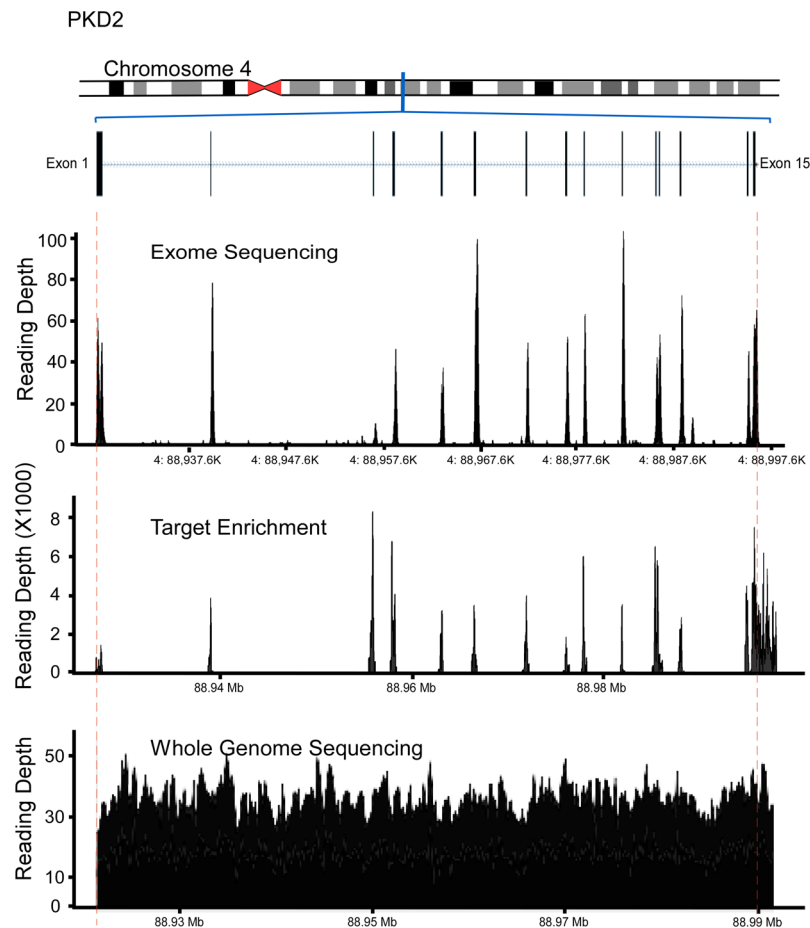 PKD2
Chromosome 4
Exon 1
Exon 15
Exome Sequencing
Reading Depth
100
80
60
40
20
0
4: 88,937.6K 4: 88,947.6K 4: 88,957.6K 4: 88,967.6K 4: 88,977.6K 4: 88,987.6K 4: 88,997.6K
Target Enrichment
Reading Depth (X1000)
8
6
4
2
0
88.94 Mb 88.96 Mb 88.98 Mb
Whole Genome Sequencing
Reading Depth
50
30
10
0
88.93 Mb 88.95 Mb 88.97 Mb 88.99 Mb